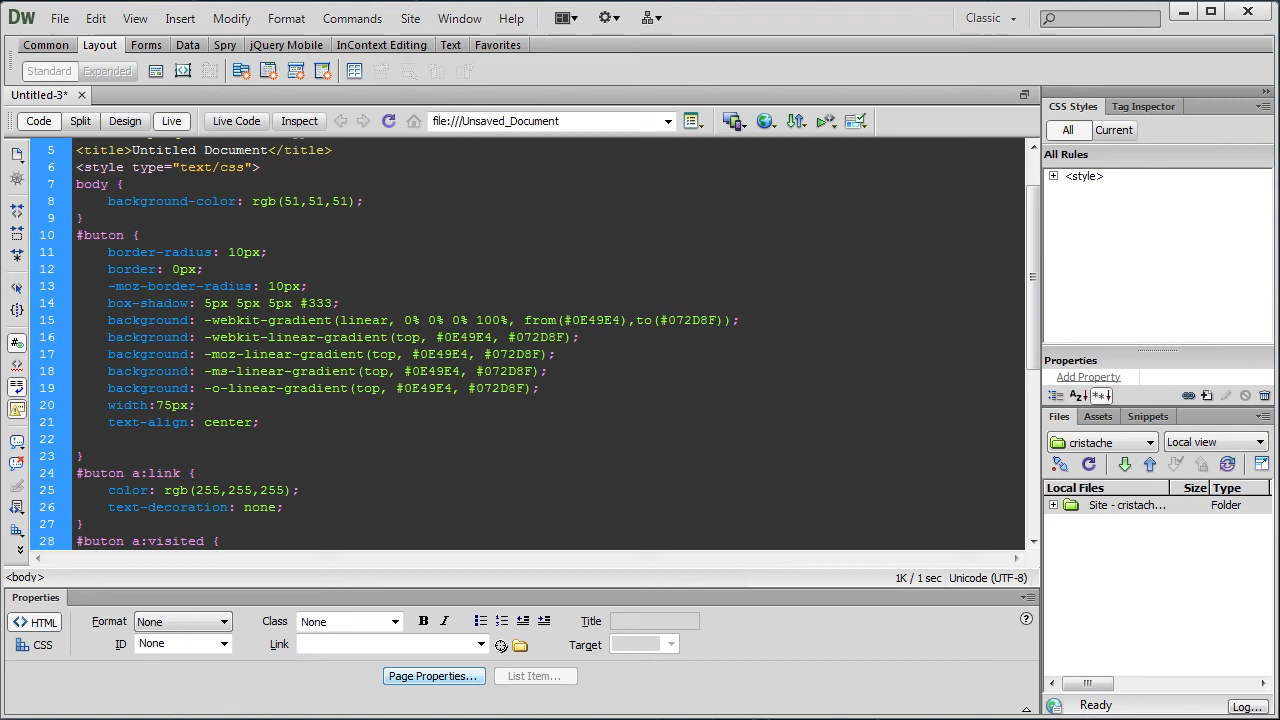 Dw File Edit View Insert Modify Format Commands Site Window Help Classic
Common Layout Forms Data Spry jQuery Mobile InContext Editing Text Favorites
Standard Expanded
Untitled-3*
Code Split Design Live Live Code Inspect file:///Unsaved_Document
5 <title>Untitled Document</title>
6 <style type="text/css">
7 body {
8 background-color: rgb(51,51,51);
9 }
10 #buton {
11 border-radius: 10px;
12 border: 0px;
13 -moz-border-radius: 10px;
14 box-shadow: 5px 5px 5px #333;
15 background: -webkit-gradient(linear, 0% 0% 0% 100%, from(#0E49E4),to(#072D8F));
16 background: -webkit-linear-gradient(top, #0E49E4, #072D8F);
17 background: -moz-linear-gradient(top, #0E49E4, #072D8F);
18 background: -ms-linear-gradient(top, #0E49E4, #072D8F);
19 background: -o-linear-gradient(top, #0E49E4, #072D8F);
20 width:75px;
21 text-align: center;
22
23 }
24 #buton a:link {
25 color: rgb(255,255,255);
26 text-decoration: none;
27 }
28 #buton a:visited {
<body> 1K / 1 sec Unicode (UTF-8)
Properties
<> HTML Format None Class None B I Title
CSS ID None Link Target
Page Properties... List Item...
CSS Styles Tag Inspector
All Current
All Rules
<style>
Properties
Add Property
Files Assets Snippets
cristache Local view
Local Files Size Type
Site - cristach... Folder
Ready Log...